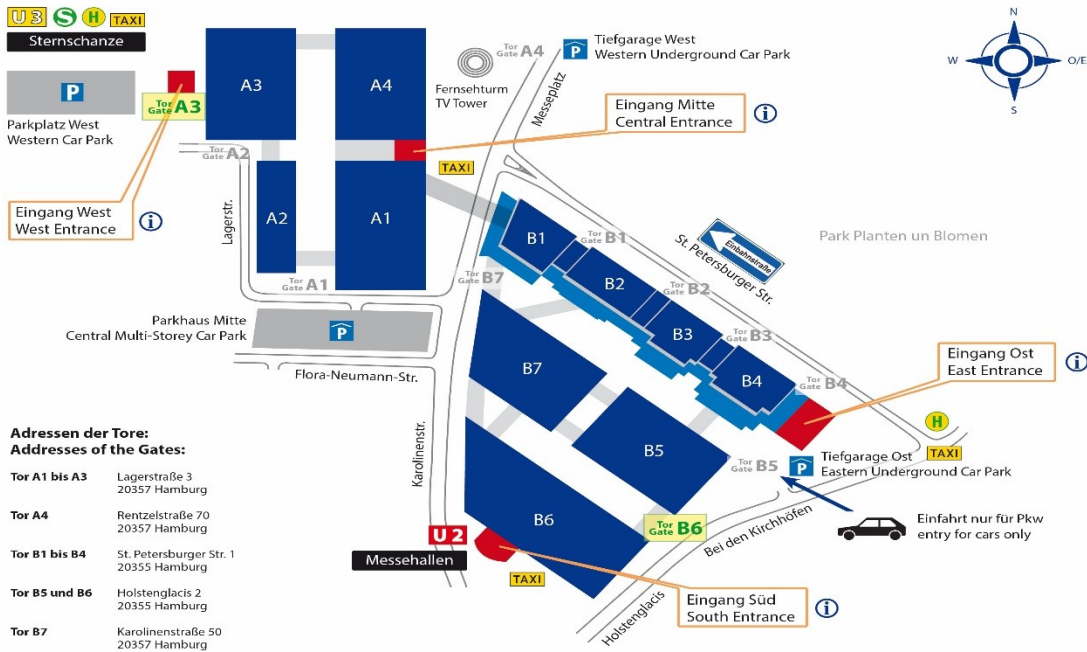 U3 S H TAXI
Sternschanze
P
Parkplatz West
Western Car Park
Tor
Gate A3
A3
A4
Tor
Gate A2
A2
A1
Tor
Gate A1
Lagerstr.
Eingang West
West Entrance
i
Fernsehturm
TV Tower
Tor
Gate A4
P
Tiefgarage West
Western Underground Car Park
Messeplatz
Eingang Mitte
Central Entrance
i
TAXI
N
W
O/E
S
B1
Tor
Gate B1
B2
Tor
Gate B2
B3
Tor
Gate B3
B4
Tor
Gate B4
Einbahnstraße
St. Petersburger Str.
Park Planten un Blomen
Tor
Gate B7
Parkhaus Mitte
Central Multi-Storey Car Park
P
Flora-Neumann-Str.
B7
B5
B6
Karolinenstr.
Eingang Ost
East Entrance
i
H
TAXI
Tor
Gate B5
P
Tiefgarage Ost
Eastern Underground Car Park
Einfahrt nur für Pkw
entry for cars only
Tor
Gate B6
Bei den Kirchhöfen
Holstenglacis
U2
Messehallen
TAXI
Eingang Süd
South Entrance
i
Adressen der Tore:
Addresses of the Gates:
Tor A1 bis A3 Lagerstraße 3
20357 Hamburg
Tor A4 Rentzelstraße 70
20357 Hamburg
Tor B1 bis B4 St. Petersburger Str. 1
20355 Hamburg
Tor B5 und B6 Holstenglacis 2
20355 Hamburg
Tor B7 Karolinenstraße 50
20357 Hamburg